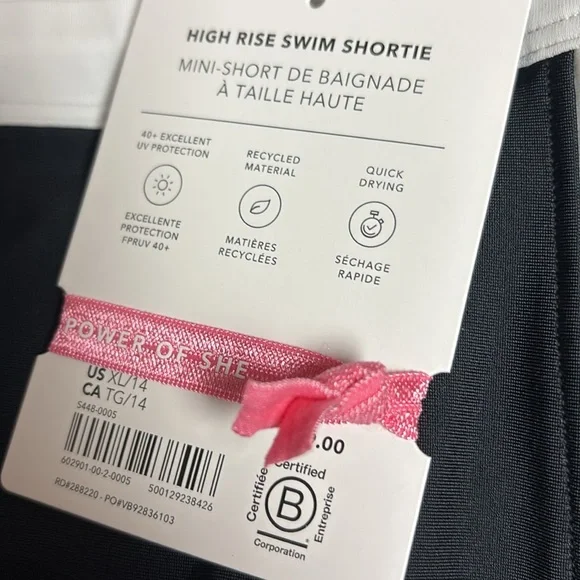 HIGH RISE SWIM SHORTIE
MINI-SHORT DE BAIGNADE
À TAILLE HAUTE
40+ EXCELLENT
UV PROTECTION
EXCELLENTE
PROTECTION
FPRUV 40+
RECYCLED
MATERIAL
MATIÈRES
RECYCLÉES
QUICK
DRYING
SÉCHAGE
RAPIDE
POWER OF SHE
US XL/14
CA TG/14
S448-0005
602901-00-2-0005 500129238426
RO#288220 - PO#VB92836103
.00
Certifiée
Certified
B
Entreprise
Corporation